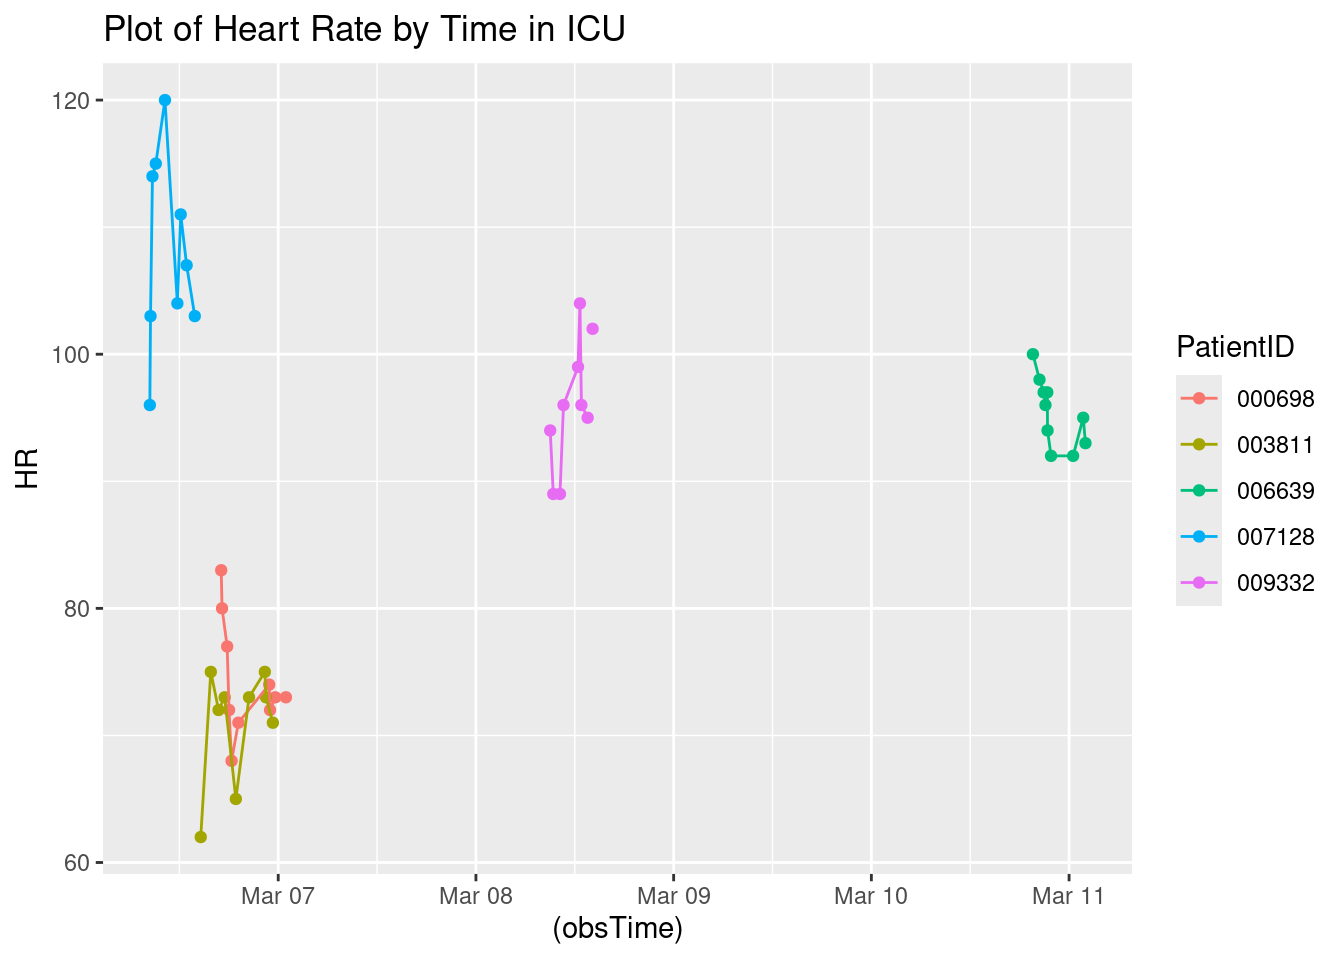 Plot of Heart Rate by Time in ICU
120
100
80
60
HR
Mar 07
Mar 08
Mar 09
Mar 10
Mar 11
(obsTime)
PatientID
000698
003811
006639
007128
009332